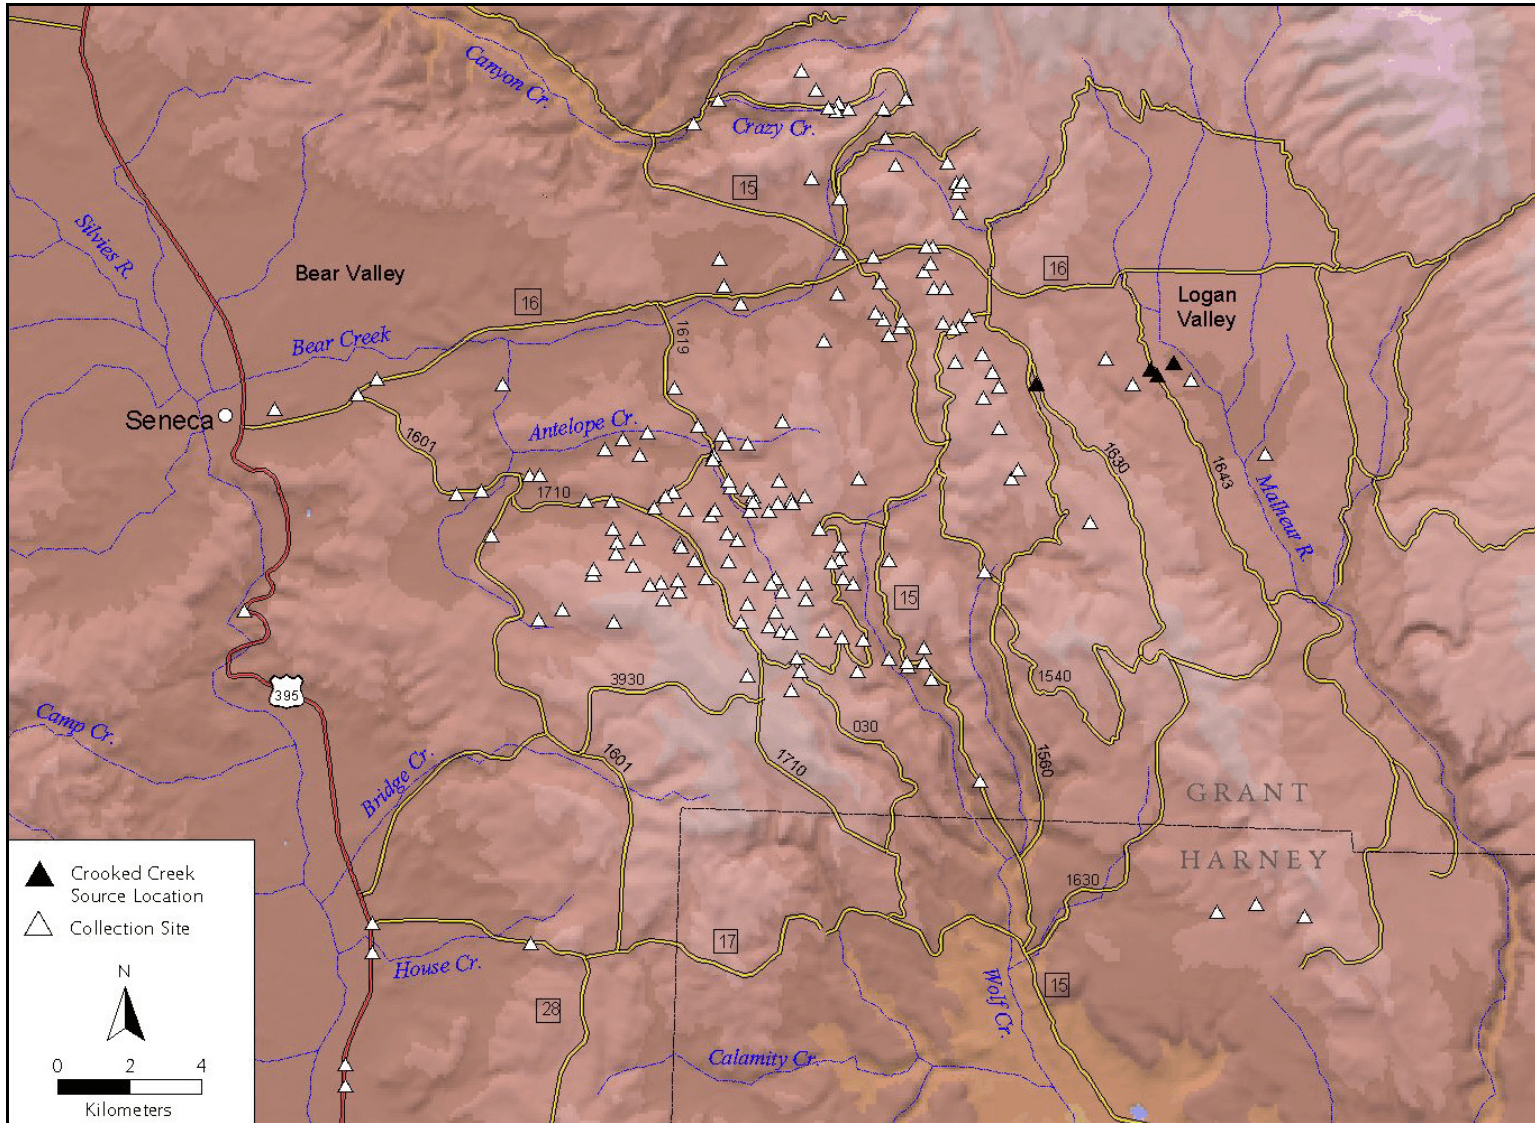 Canyon Cr.
Crazy Cr.
15
Silvies R.
Bear Valley
16
16
Logan
Valley
Bear Creek
1619
Seneca
Antelope Cr.
1601
1630
1643
Malheur R.
1710
15
395
3930
1540
Camp Cr.
030
Bridge Cr.
1601
1710
1560
GRANT
HARNEY
1630
Crooked Creek
Source Location
Collection Site
17
House Cr.
N
28
Wolf Cr.
15
Calamity Cr.
0 2 4
Kilometers